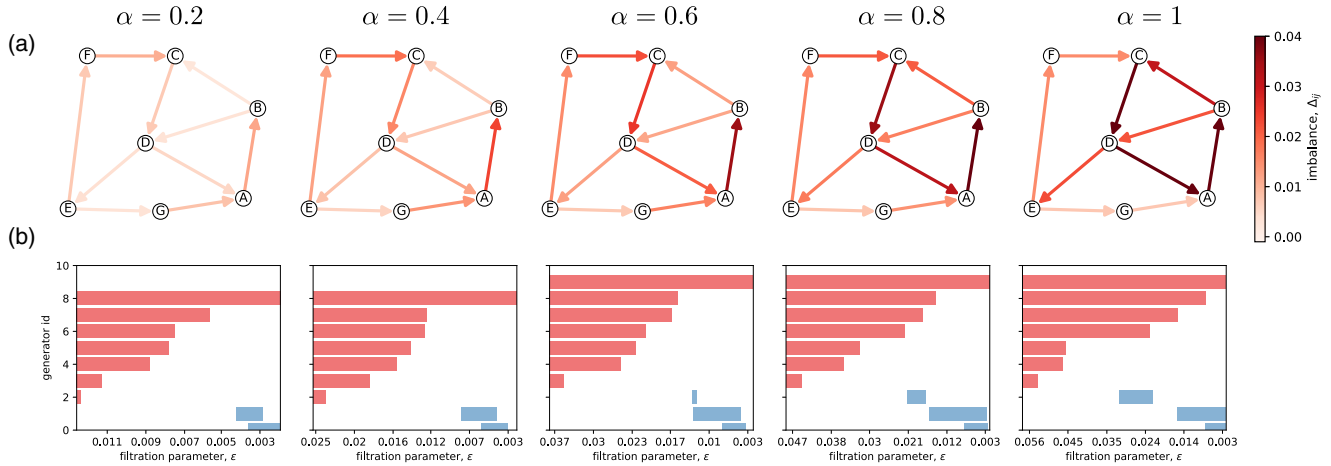 α = 0.2 α = 0.4 α = 0.6 α = 0.8 α = 1
(a)
F C B D E G A
F C B D E G A
F C B D E G A
F C B D E G A
F C B D E G A
0.04
0.03
0.02
0.01
0.00
imbalance, Δij
(b)
10
8
6
4
2
0
generator id
0.011 0.009 0.007 0.005 0.003
filtration parameter, ε
0.025 0.02 0.016 0.012 0.007 0.003
filtration parameter, ε
0.037 0.03 0.023 0.017 0.01 0.003
filtration parameter, ε
0.047 0.038 0.03 0.021 0.012 0.003
filtration parameter, ε
0.056 0.045 0.035 0.024 0.014 0.003
filtration parameter, ε